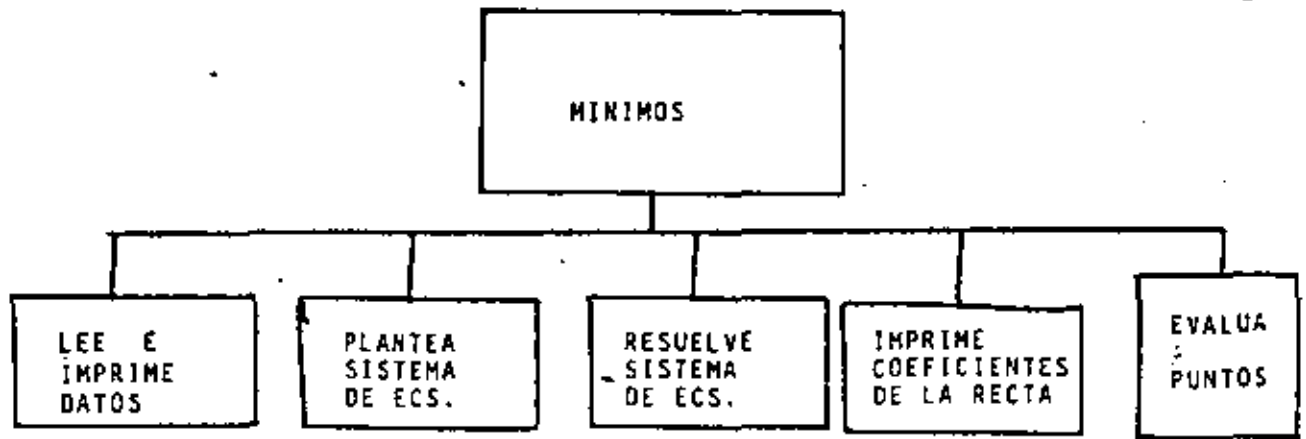 MINIMOS
LEE E
IMPRIME
DATOS
PLANTEA
SISTEMA
DE ECS.
RESUELVE
SISTEMA
DE ECS.
IMPRIME
COEFICIENTES
DE LA RECTA
EVALUA
PUNTOS